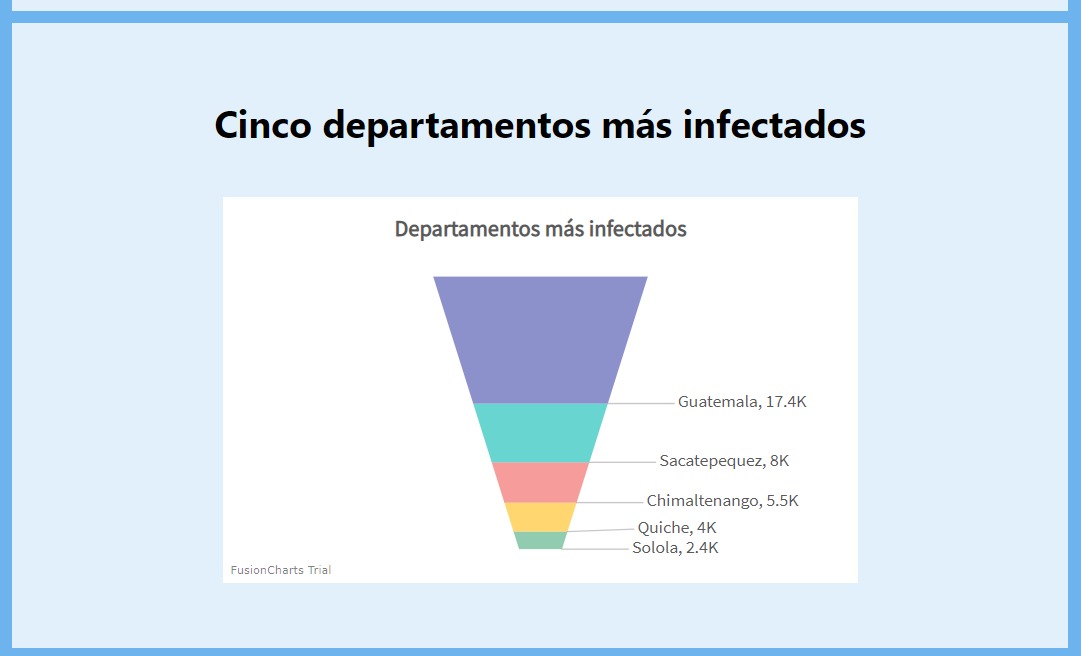 Cinco departamentos más infectados
Departamentos más infectados
Guatemala, 17.4K
Sacatepequez, 8K
Chimaltenango, 5.5K
Quiche, 4K
Solola, 2.4K
FusionCharts Trial